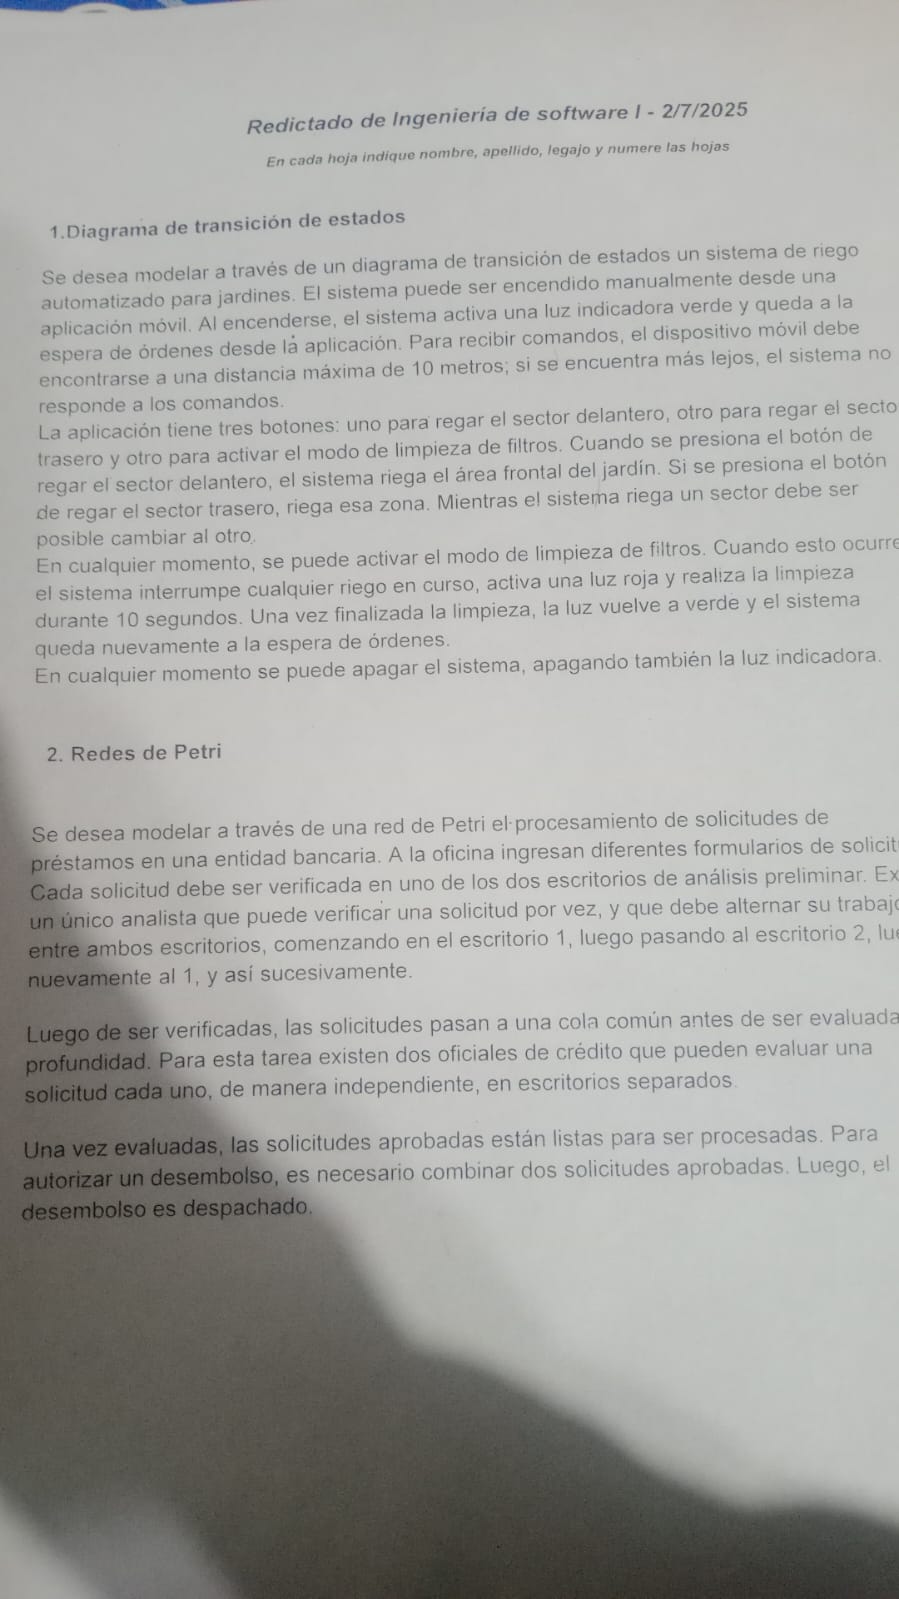 Redictado de Ingeniería de software I - 2/7/2025
En cada hoja indique nombre, apellido, legajo y numere las hojas
1.Diagrama de transición de estados
Se desea modelar a través de un diagrama de transición de estados un sistema de riego
automatizado para jardines. El sistema puede ser encendido manualmente desde una
aplicación móvil. Al encenderse, el sistema activa una luz indicadora verde y queda a la
espera de órdenes desde la aplicación. Para recibir comandos, el dispositivo móvil debe
encontrarse a una distancia máxima de 10 metros; si se encuentra más lejos, el sistema no
responde a los comandos.
La aplicación tiene tres botones: uno para regar el sector delantero, otro para regar el secto
trasero y otro para activar el modo de limpieza de filtros. Cuando se presiona el botón de
regar el sector delantero, el sistema riega el área frontal del jardín. Si se presiona el botón
de regar el sector trasero, riega esa zona. Mientras el sistema riega un sector debe ser
posible cambiar al otro.
En cualquier momento, se puede activar el modo de limpieza de filtros. Cuando esto ocurre
el sistema interrumpe cualquier riego en curso, activa una luz roja y realiza la limpieza
durante 10 segundos. Una vez finalizada la limpieza, la luz vuelve a verde y el sistema
queda nuevamente a la espera de órdenes.
En cualquier momento se puede apagar el sistema, apagando también la luz indicadora.
2. Redes de Petri
Se desea modelar a través de una red de Petri el procesamiento de solicitudes de
préstamos en una entidad bancaria. A la oficina ingresan diferentes formularios de solicit
Cada solicitud debe ser verificada en uno de los dos escritorios de análisis preliminar. Ex
un único analista que puede verificar una solicitud por vez, y que debe alternar su trabajo
entre ambos escritorios, comenzando en el escritorio 1, luego pasando al escritorio 2, lue
nuevamente al 1, y así sucesivamente.
Luego de ser verificadas, las solicitudes pasan a una cola común antes de ser evaluada
profundidad. Para esta tarea existen dos oficiales de crédito que pueden evaluar una
solicitud cada uno, de manera independiente, en escritorios separados.
Una vez evaluadas, las solicitudes aprobadas están listas para ser procesadas. Para
autorizar un desembolso, es necesario combinar dos solicitudes aprobadas. Luego, el
desembolso es despachado.